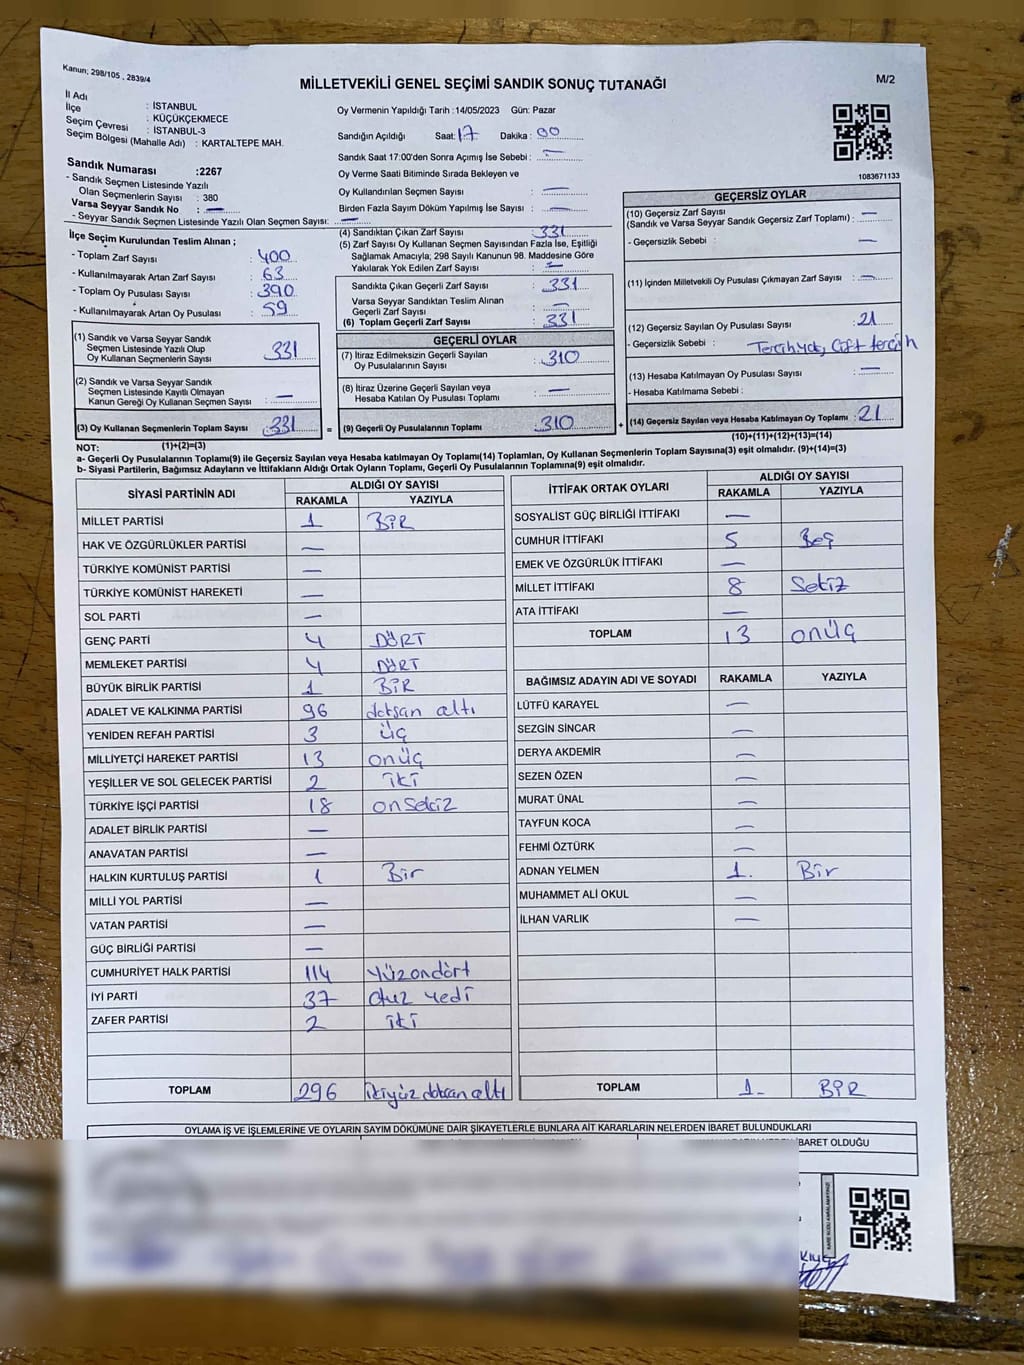 Kanun; 298/105 , 2839/4
MİLLETVEKİLİ GENEL SEÇİMİ SANDIK SONUÇ TUTANAĞI
M/2
İl Adı : İSTANBUL
İlçe : KÜÇÜKÇEKMECE
Seçim Çevresi : İSTANBUL-3
Seçim Bölgesi (Mahalle Adı) : KARTALTEPE MAH.
Oy Vermenin Yapıldığı Tarih :14/05/2023 Gün: Pazar
Sandığın Açıldığı Saat: 17 Dakika : 00
Sandık Saat 17:00'den Sonra Açımış İse Sebebi : —
Oy Verme Saati Bitiminde Sırada Bekleyen ve
Oy Kullandırılan Seçmen Sayısı —
Birden Fazla Sayım Döküm Yapılmış İse Sayısı : —
1083671133
Sandık Numarası :2267
- Sandık Seçmen Listesinde Yazılı
Olan Seçmenlerin Sayısı : 380
Varsa Seyyar Sandık No : —
- Seyyar Sandık Seçmen Listesinde Yazılı Olan Seçmen Sayısı: —
İlçe Seçim Kurulundan Teslim Alınan ;
- Toplam Zarf Sayısı : 400
- Kullanılmayarak Artan Zarf Sayısı : 63
- Toplam Oy Pusulası Sayısı : 390
- Kullanılmayarak Artan Oy Pusulası : 59
(1) Sandık ve Varsa Seyyar Sandık
Seçmen Listesinde Yazılı Olup
Oy Kullanan Seçmenlerin Sayısı : 331
(2) Sandık ve Varsa Seyyar Sandık
Seçmen Listesinde Kayıtlı Olmayan
Kanun Gereği Oy Kullanan Seçmen Sayısı : —
(3) Oy Kullanan Seçmenlerin Toplam Sayısı : 331
(4) Sandıktan Çıkan Zarf Sayısı : 331
(5) Zarf Sayısı Oy Kullanan Seçmen Sayısından Fazla İse, Eşitliği
Sağlamak Amacıyla; 298 Sayılı Kanunun 98. Maddesine Göre
Yakılarak Yok Edilen Zarf Sayısı : —
Sandıkta Çıkan Geçerli Zarf Sayısı : 331
Varsa Seyyar Sandıktan Teslim Alınan
Geçerli Zarf Sayısı : —
(6) Toplam Geçerli Zarf Sayısı : 331
GEÇERLİ OYLAR
(7) İtiraz Edilmeksizin Geçerli Sayılan
Oy Pusulalarının Sayısı : 310
(8) İtiraz Üzerine Geçerli Sayılan veya
Hesaba Katılan Oy Pusulası Toplamı : —
= (9) Geçerli Oy Pusulalarının Toplamı : 310
GEÇERSİZ OYLAR
(10) Geçersiz Zarf Sayısı
(Sandık ve Varsa Seyyar Sandık Geçersiz Zarf Toplamı) : —
- Geçersizlik Sebebi : —
(11) İçinden Milletvekili Oy Pusulası Çıkmayan Zarf Sayısı : —
(12) Geçersiz Sayılan Oy Pusulası Sayısı : 21
- Geçersizlik Sebebi : Çift tercih
(13) Hesaba Katılmayan Oy Pusulası Sayısı : —
- Hesaba Katılmama Sebebi :
+ (14) Geçersiz Sayılan veya Hesaba Katılmayan Oy Toplamı : 21
NOT: (1)+(2)=(3)
(10)+(11)+(12)+(13)=(14)
a- Geçerli Oy Pusulalarının Toplamı(9) ile Geçersiz Sayılan veya Hesaba Katılmayan Oy Toplamı(14) Toplamları, Oy Kullanan Seçmenlerin Toplam Sayısına(3) eşit olmalıdır. (9)+(14)=(3)
b- Siyasi Partilerin, Bağımsız Adayların ve İttifakların Aldığı Ortak Oyların Toplamı, Geçerli Oy Pusulalarının Toplamına(9) eşit olmalıdır.
SİYASİ PARTİNİN ADI
ALDIĞI OY SAYISI
RAKAMLA YAZIYLA
MİLLET PARTİSİ 1 BİR
HAK VE ÖZGÜRLÜKLER PARTİSİ —
TÜRKİYE KOMÜNİST PARTİSİ —
TÜRKİYE KOMÜNİST HAREKETİ —
SOL PARTİ —
GENÇ PARTİ 4 DÖRT
MEMLEKET PARTİSİ 4 DÖRT
BÜYÜK BİRLİK PARTİSİ 1 BİR
ADALET VE KALKINMA PARTİSİ 96 doksan altı
YENİDEN REFAH PARTİSİ 3 üç
MİLLİYETÇİ HAREKET PARTİSİ 13 onüç
YEŞİLLER VE SOL GELECEK PARTİSİ 2 iki
TÜRKİYE İŞÇİ PARTİSİ 18 onsekiz
ADALET BİRLİK PARTİSİ —
ANAVATAN PARTİSİ —
HALKIN KURTULUŞ PARTİSİ 1 Bir
MİLLİ YOL PARTİSİ —
VATAN PARTİSİ —
GÜÇ BİRLİĞİ PARTİSİ —
CUMHURİYET HALK PARTİSİ 114 yüzondört
İYİ PARTİ 37 otuz yedi
ZAFER PARTİSİ 2 iki
TOPLAM 296 ikiyüz doksan altı
İTTİFAK ORTAK OYLARI
ALDIĞI OY SAYISI
RAKAMLA YAZIYLA
SOSYALİST GÜÇ BİRLİĞİ İTTİFAKI —
CUMHUR İTTİFAKI 5 Beş
EMEK VE ÖZGÜRLÜK İTTİFAKI —
MİLLET İTTİFAKI 8 Sekiz
ATA İTTİFAKI —
TOPLAM 13 onüç
BAĞIMSIZ ADAYIN ADI VE SOYADI RAKAMLA YAZIYLA
LÜTFÜ KARAYEL —
SEZGİN SİNCAR —
DERYA AKDEMİR —
SEZEN ÖZEN —
MURAT ÜNAL —
TAYFUN KOCA —
FEHMİ ÖZTÜRK —
ADNAN YELMEN 1. Bir
MUHAMMET ALİ OKUL —
İLHAN VARLIK —
TOPLAM 1- BİR
OYLAMA İŞ VE İŞLEMLERİNE VE OYLARIN SAYIM DÖKÜMÜNE DAİR ŞİKAYETLERLE BUNLARA AİT KARARLARIN NELERDEN İBARET BULUNDUKLARI
İBARET OLDUĞU